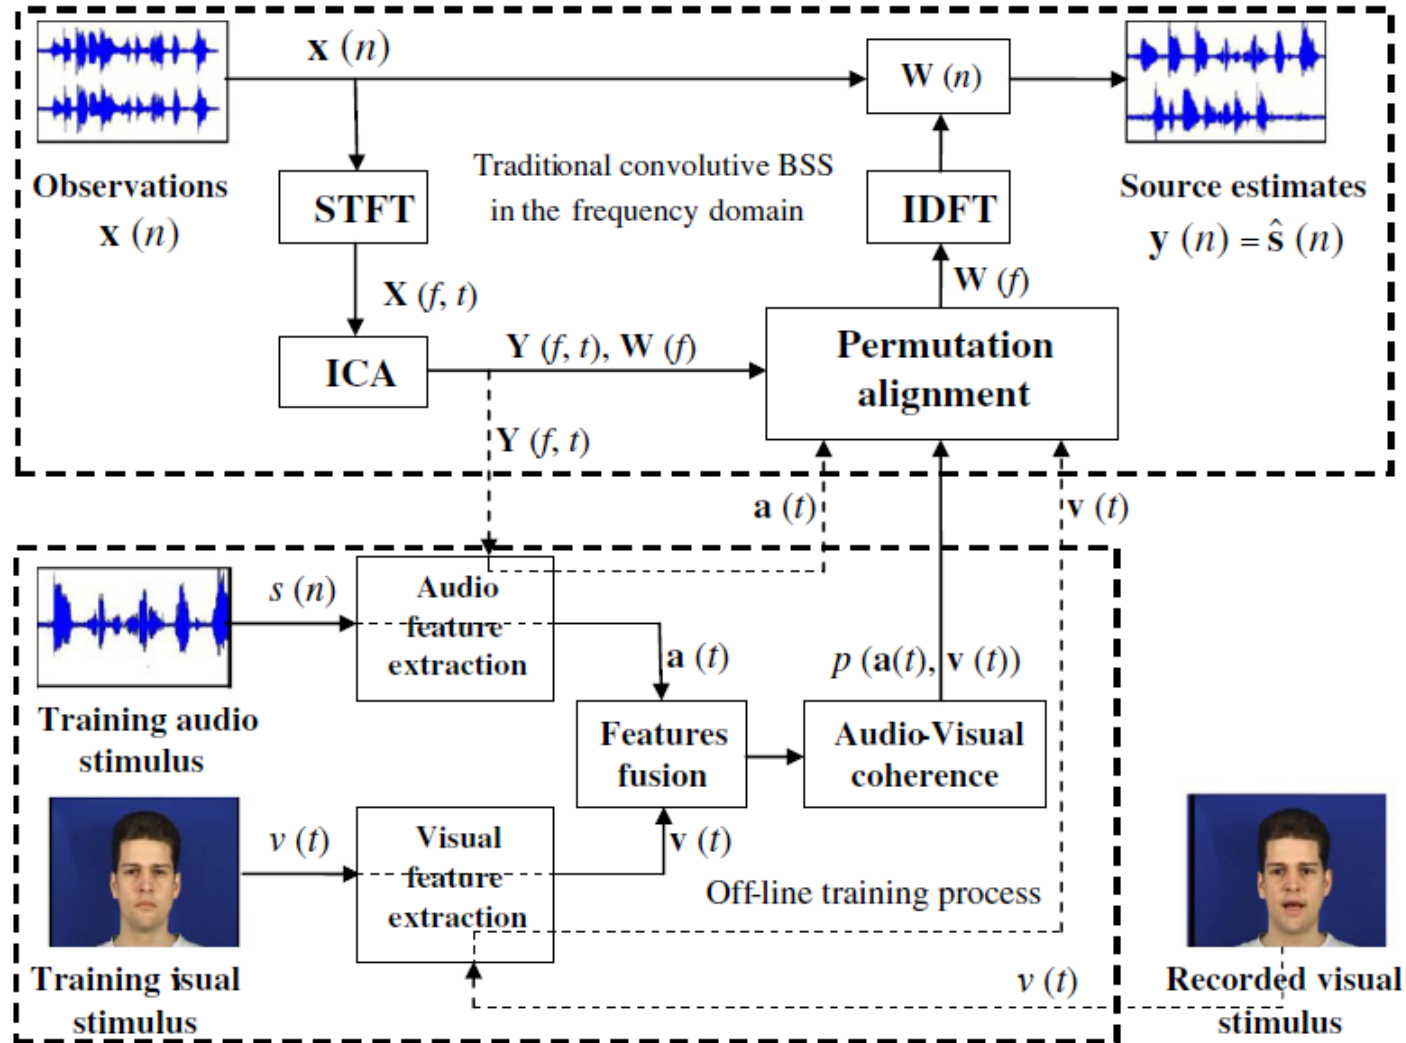 x (n)
W (n)
Observations
x (n)
Traditional convolutive BSS
in the frequency domain
STFT
IDFT
Source estimates
y (n) = ŝ (n)
X (f, t)
W (f)
ICA
Y (f, t), W (f)
Permutation
alignment
Y (f, t)
a (t)
v (t)
s (n)
Audio
feature
extraction
Training audio
stimulus
a (t)
p (a(t), v (t))
Features
fusion
Audio-Visual
coherence
v (t)
Visual
feature
extraction
v (t)
Off-line training process
Training isual
stimulus
v (t)
Recorded visual
stimulus